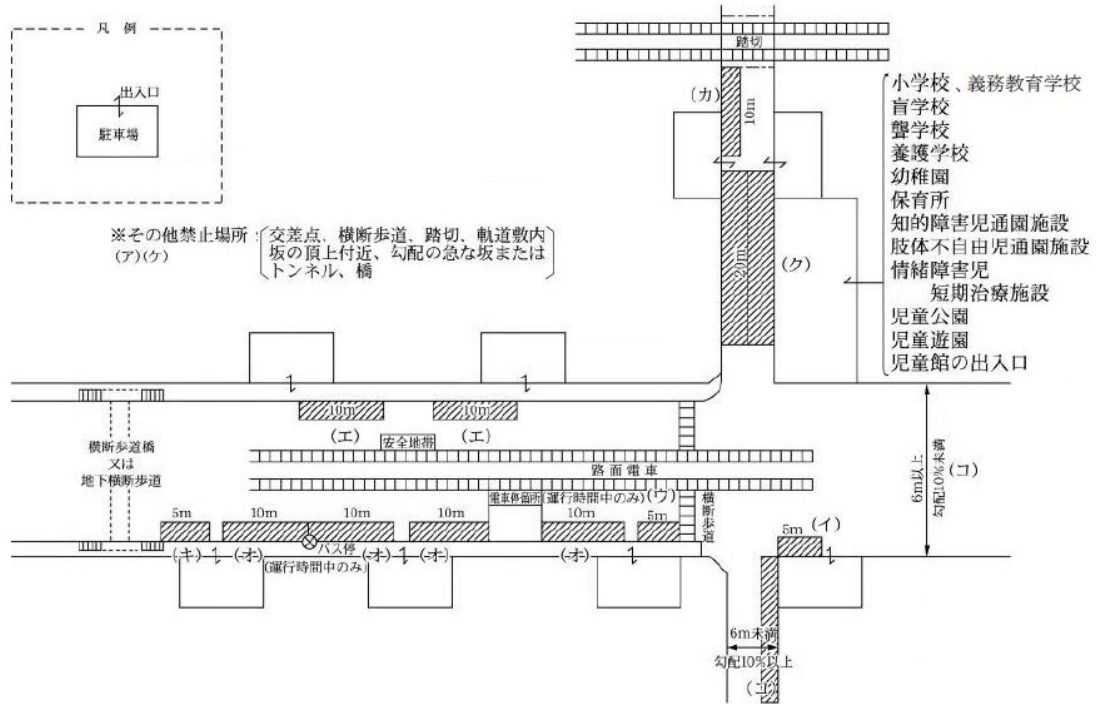 凡例
出入口
駐車場
※その他禁止場所：交差点、横断歩道、踏切、軌道敷内
(ア)(ケ)
坂の頂上付近、勾配の急な坂または
トンネル、橋
踏切
(カ)
10m
20m
(ク)
小学校、義務教育学校
盲学校
聾学校
養護学校
幼稚園
保育所
知的障害児通園施設
肢体不自由児通園施設
情緒障害児
短期治療施設
児童公園
児童遊園
児童館の出入口
10m
10m
(エ)
安全地帯
(エ)
横断歩道橋
又は
地下横断歩道
路面電車
電車停留所
(運行時間中のみ)
(ウ)
横断歩道
6m以上
勾配10%未満
(コ)
5m
10m
10m
10m
10m
5m
(キ)
(オ)
バス停
(オ)
(オ)
(オ)
(運行時間中のみ)
5m
(イ)
6m未満
勾配10%以上
(コ)